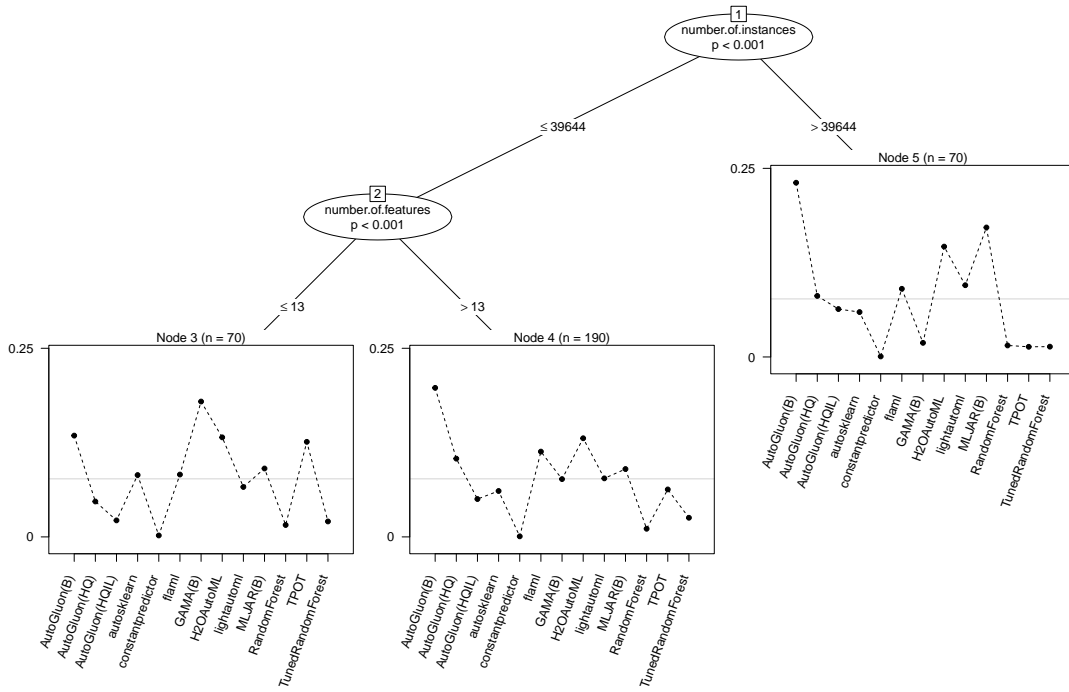 1
number.of.instances
p < 0.001
≤ 39644
> 39644
2
number.of.features
p < 0.001
≤ 13
> 13
Node 3 (n = 70)
0.25
0
AutoGluon(B)
AutoGluon(HQ)
AutoGluon(HQIL)
autosklearn
constantpredictor
flaml
GAMA(B)
H2OAutoML
lightautoml
MLJAR(B)
RandomForest
TPOT
TunedRandomForest
Node 4 (n = 190)
0.25
0
AutoGluon(B)
AutoGluon(HQ)
AutoGluon(HQIL)
autosklearn
constantpredictor
flaml
GAMA(B)
H2OAutoML
lightautoml
MLJAR(B)
RandomForest
TPOT
TunedRandomForest
Node 5 (n = 70)
0.25
0
AutoGluon(B)
AutoGluon(HQ)
AutoGluon(HQIL)
autosklearn
constantpredictor
flaml
GAMA(B)
H2OAutoML
lightautoml
MLJAR(B)
RandomForest
TPOT
TunedRandomForest